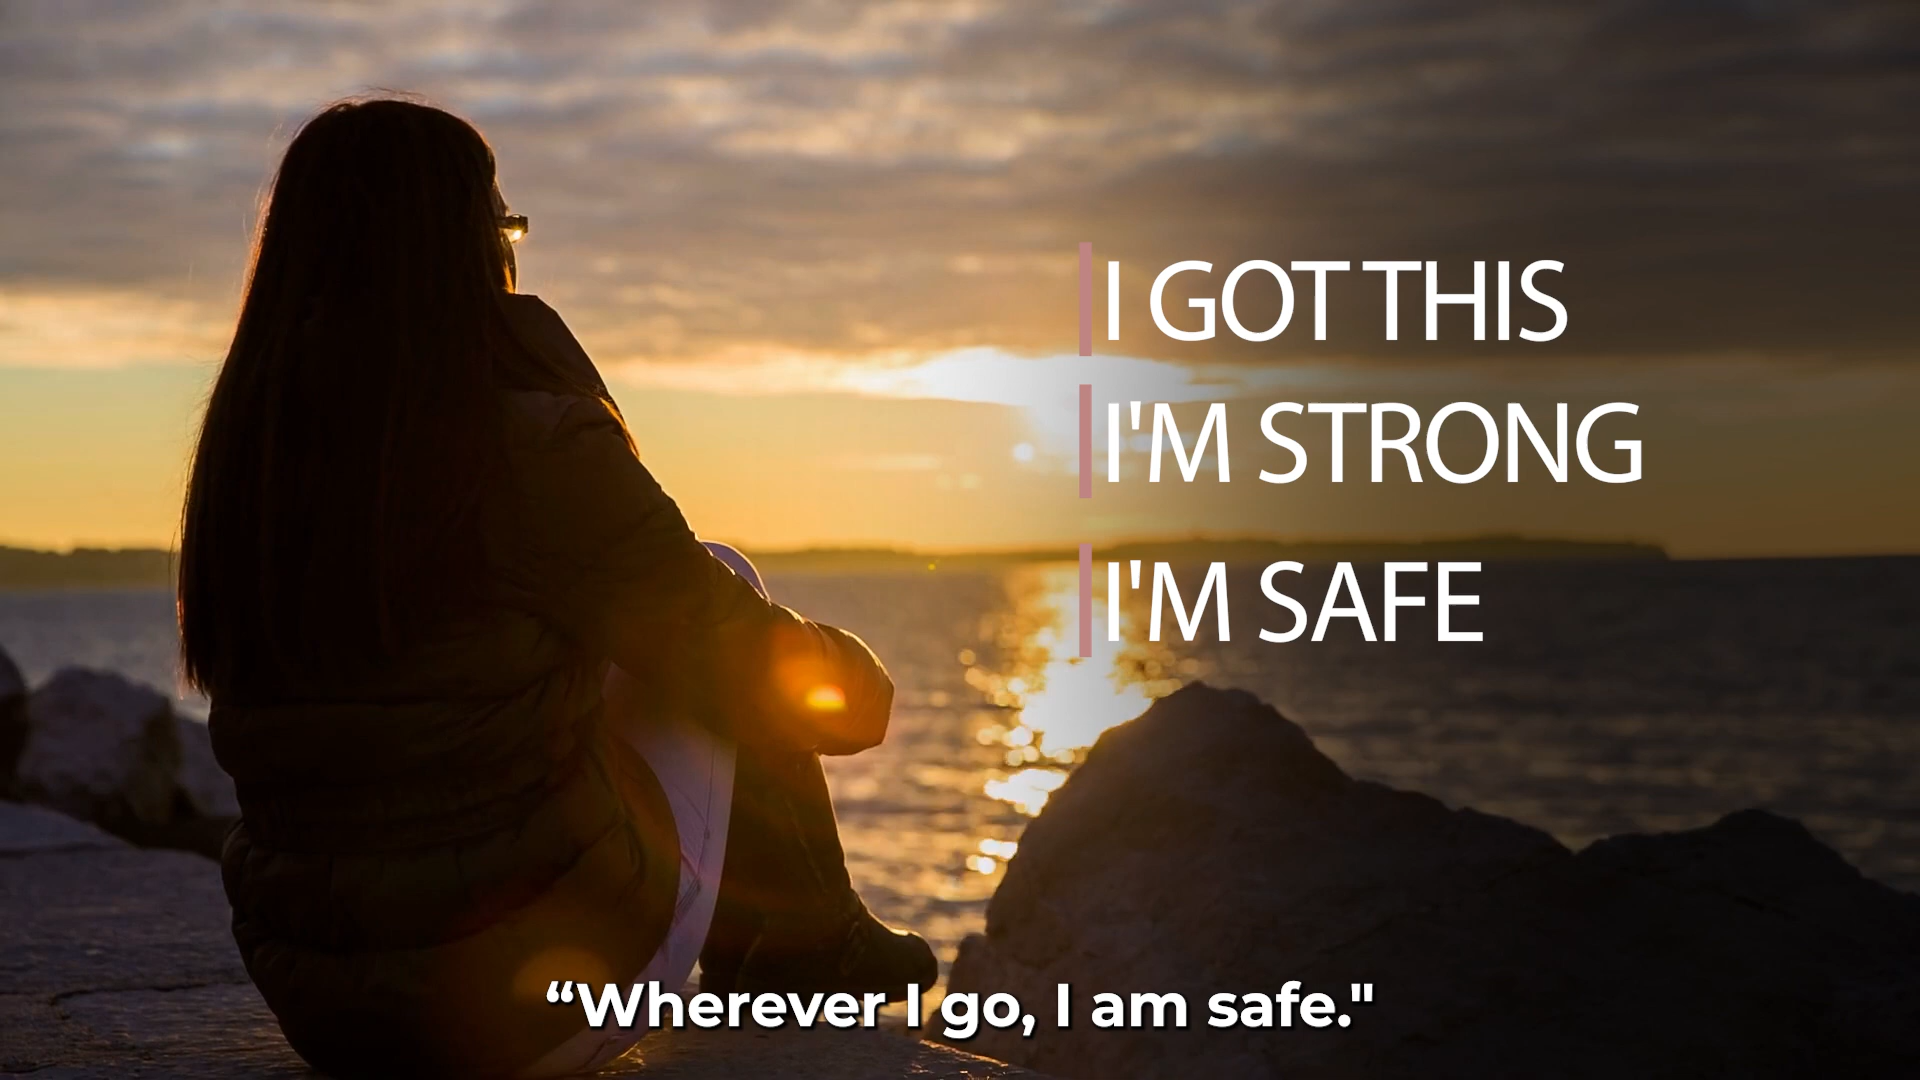 I GOT THIS
I'M STRONG
I'M SAFE
“Wherever I go, I am safe."